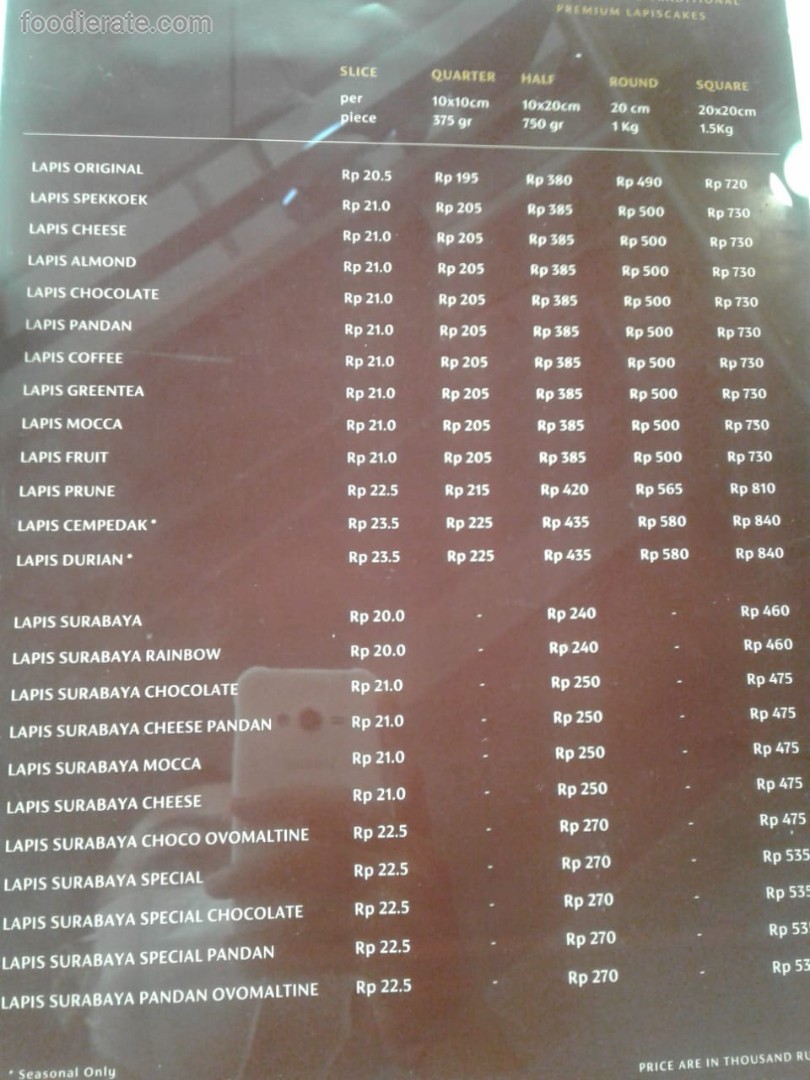 foodierate.com
PREMIUM LAPISCAKES
SLICE QUARTER HALF ROUND SQUARE
per piece 10x10cm 375 gr 10x20cm 750 gr 20 cm 1 Kg 20x20cm 1.5Kg
LAPIS ORIGINAL Rp 20.5 Rp 195 Rp 380 Rp 490 Rp 720
LAPIS SPEKKOEK Rp 21.0 Rp 205 Rp 385 Rp 500 Rp 730
LAPIS CHEESE Rp 21.0 Rp 205 Rp 385 Rp 500 Rp 730
LAPIS ALMOND Rp 21.0 Rp 205 Rp 385 Rp 500 Rp 730
LAPIS CHOCOLATE Rp 21.0 Rp 205 Rp 385 Rp 500 Rp 730
LAPIS PANDAN Rp 21.0 Rp 205 Rp 385 Rp 500 Rp 730
LAPIS COFFEE Rp 21.0 Rp 205 Rp 385 Rp 500 Rp 730
LAPIS GREENTEA Rp 21.0 Rp 205 Rp 385 Rp 500 Rp 730
LAPIS MOCCA Rp 21.0 Rp 205 Rp 385 Rp 500 Rp 730
LAPIS FRUIT Rp 21.0 Rp 205 Rp 385 Rp 500 Rp 730
LAPIS PRUNE Rp 22.5 Rp 215 Rp 420 Rp 565 Rp 810
LAPIS CEMPEDAK * Rp 23.5 Rp 225 Rp 435 Rp 580 Rp 840
LAPIS DURIAN * Rp 23.5 Rp 225 Rp 435 Rp 580 Rp 840
LAPIS SURABAYA Rp 20.0 - Rp 240 - Rp 460
LAPIS SURABAYA RAINBOW Rp 20.0 - Rp 240 - Rp 460
LAPIS SURABAYA CHOCOLATE Rp 21.0 - Rp 250 - Rp 475
LAPIS SURABAYA CHEESE PANDAN Rp 21.0 - Rp 250 - Rp 475
LAPIS SURABAYA MOCCA Rp 21.0 - Rp 250 - Rp 475
LAPIS SURABAYA CHEESE Rp 21.0 - Rp 250 - Rp 475
LAPIS SURABAYA CHOCO OVOMALTINE Rp 22.5 - Rp 270 - Rp 475
LAPIS SURABAYA SPECIAL Rp 22.5 - Rp 270 - Rp 535
LAPIS SURABAYA SPECIAL CHOCOLATE Rp 22.5 - Rp 270 - Rp 535
LAPIS SURABAYA SPECIAL PANDAN Rp 22.5 - Rp 270 - Rp
LAPIS SURABAYA PANDAN OVOMALTINE Rp 22.5 - Rp 270 - Rp
* Seasonal Only
PRICE ARE IN THOUSAND